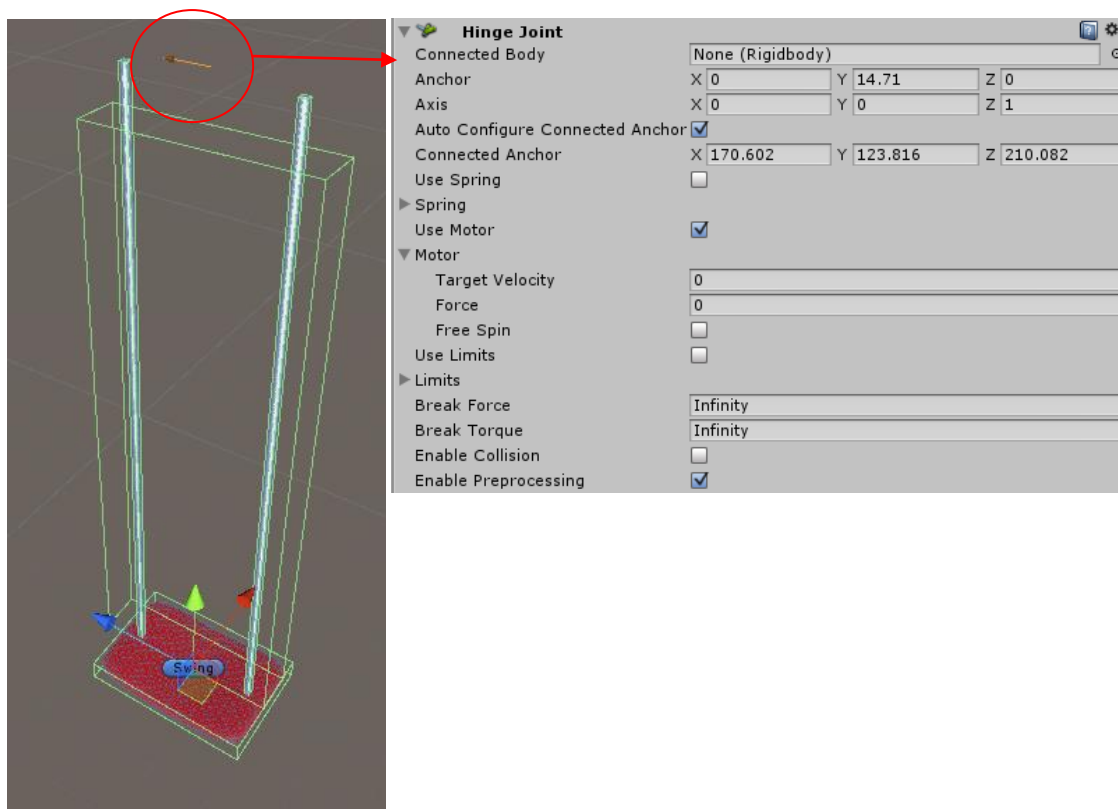 Hinge Joint
Connected Body None (Rigidbody)
Anchor X 0 Y 14.71 Z 0
Axis X 0 Y 0 Z 1
Auto Configure Connected Anchor
Connected Anchor X 170.602 Y 123.816 Z 210.082
Use Spring
Spring
Use Motor
Motor
Target Velocity 0
Force 0
Free Spin
Use Limits
Limits
Break Force Infinity
Break Torque Infinity
Enable Collision
Enable Preprocessing
Swing